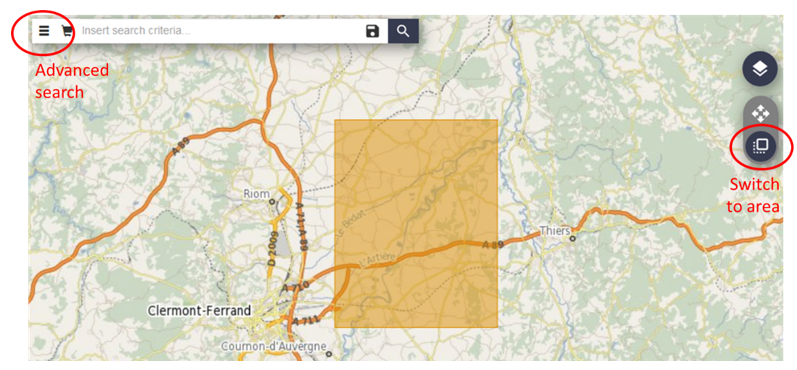 Insert search criteria...
Advanced
search
A 89
Riom
A 71;A 89
D 2009
Le Bédat
L'Artière
A 89
Thiers
Switch
to area
A 710
Clermont-Ferrand
A 711
Cournon-d'Auvergne